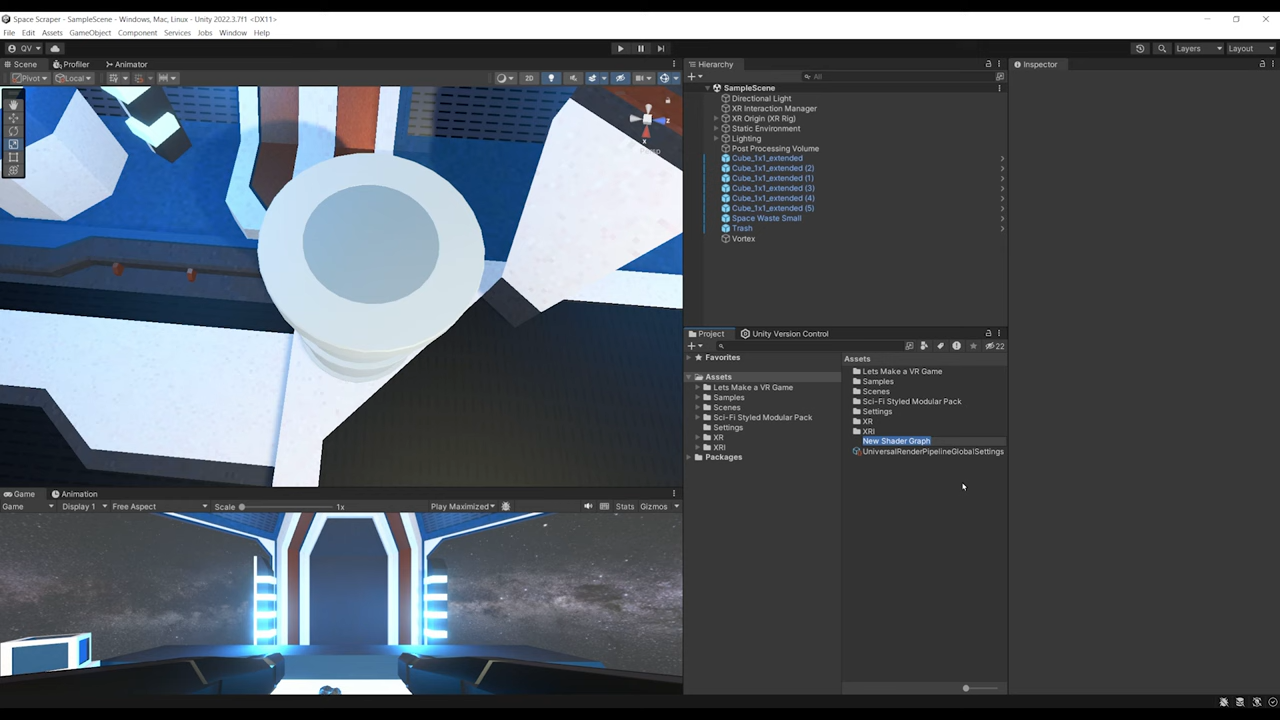 Space Scraper - SampleScene - Windows, Mac, Linux - Unity 2022.3.7f1 <DX11>
File Edit Assets GameObject Component Services Jobs Window Help
QV Layers Layout
Scene Profiler Animator
Pivot Local 2D
Hierarchy
All
SampleScene
Directional Light
XR Interaction Manager
XR Origin (XR Rig)
Static Environment
Lighting
Post Processing Volume
Cube_1x1_extended
Cube_1x1_extended (2)
Cube_1x1_extended (1)
Cube_1x1_extended (3)
Cube_1x1_extended (4)
Cube_1x1_extended (5)
Space Waste Small
Trash
Vortex
Inspector
Project Unity Version Control
22
Favorites
Assets
Lets Make a VR Game
Samples
Scenes
Sci-Fi Styled Modular Pack
Settings
XR
XRI
Packages
Assets
Lets Make a VR Game
Samples
Scenes
Sci-Fi Styled Modular Pack
Settings
XR
XRI
New Shader Graph
UniversalRenderPipelineGlobalSettings
Game Animation
Game Display 1 Free Aspect Scale 1x Play Maximized Stats Gizmos